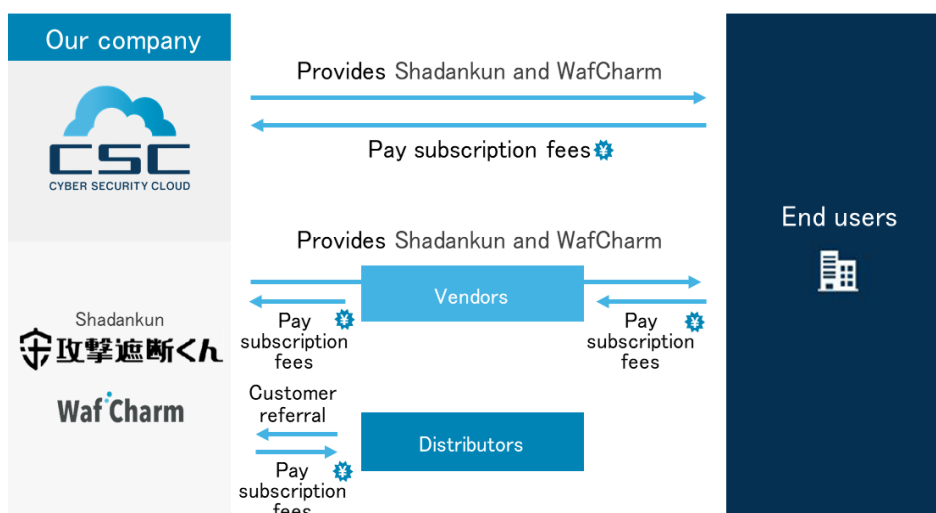 Our company
CSC
CYBER SECURITY CLOUD
Provides Shadankun and WafCharm
Pay subscription fees ¥
End users
Provides Shadankun and WafCharm
Vendors
Pay ¥
subscription
fees
Pay ¥
subscription
fees
Shadankun
攻撃遮断くん
WafCharm
Customer
referral
Distributors
Pay ¥
subscription
fees